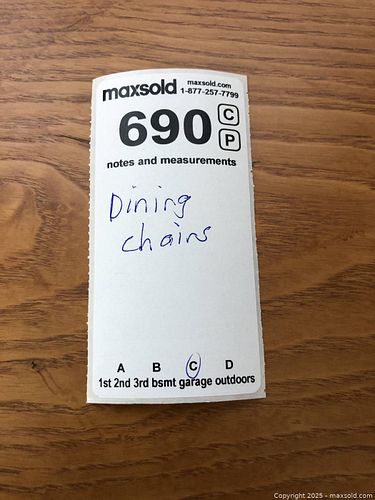 maxsold maxsold.com
1-877-257-7799
690 C
P
notes and measurements
Dining
chairs
A B C D
1st 2nd 3rd bsmt garage outdoors
Copyright 2025 - maxsold.com